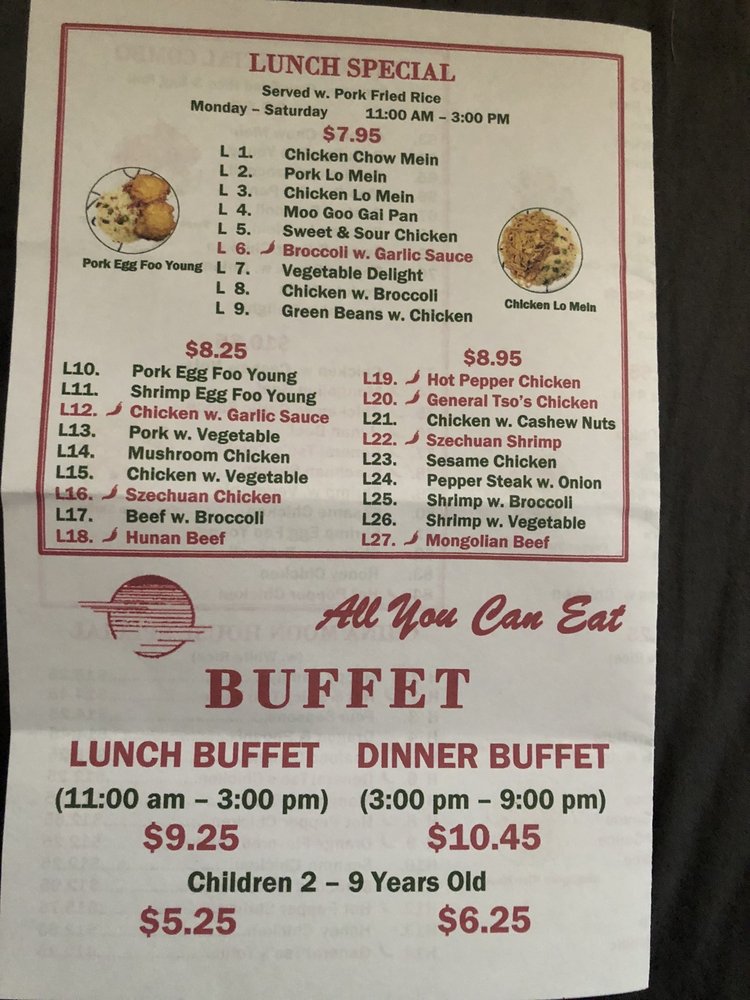 LUNCH SPECIAL
Served w. Pork Fried Rice
Monday – Saturday 11:00 AM – 3:00 PM
$7.95
L 1. Chicken Chow Mein
L 2. Pork Lo Mein
L 3. Chicken Lo Mein
L 4. Moo Goo Gai Pan
L 5. Sweet & Sour Chicken
L 6. Broccoli w. Garlic Sauce
L 7. Vegetable Delight
L 8. Chicken w. Broccoli
L 9. Green Beans w. Chicken
Pork Egg Foo Young
Chicken Lo Mein
$8.25
L10. Pork Egg Foo Young
L11. Shrimp Egg Foo Young
L12. Chicken w. Garlic Sauce
L13. Pork w. Vegetable
L14. Mushroom Chicken
L15. Chicken w. Vegetable
L16. Szechuan Chicken
L17. Beef w. Broccoli
L18. Hunan Beef
$8.95
L19. Hot Pepper Chicken
L20. General Tso's Chicken
L21. Chicken w. Cashew Nuts
L22. Szechuan Shrimp
L23. Sesame Chicken
L24. Pepper Steak w. Onion
L25. Shrimp w. Broccoli
L26. Shrimp w. Vegetable
L27. Mongolian Beef
All You Can Eat
BUFFET
LUNCH BUFFET DINNER BUFFET
(11:00 am – 3:00 pm) (3:00 pm – 9:00 pm)
$9.25 $10.45
Children 2 – 9 Years Old
$5.25 $6.25